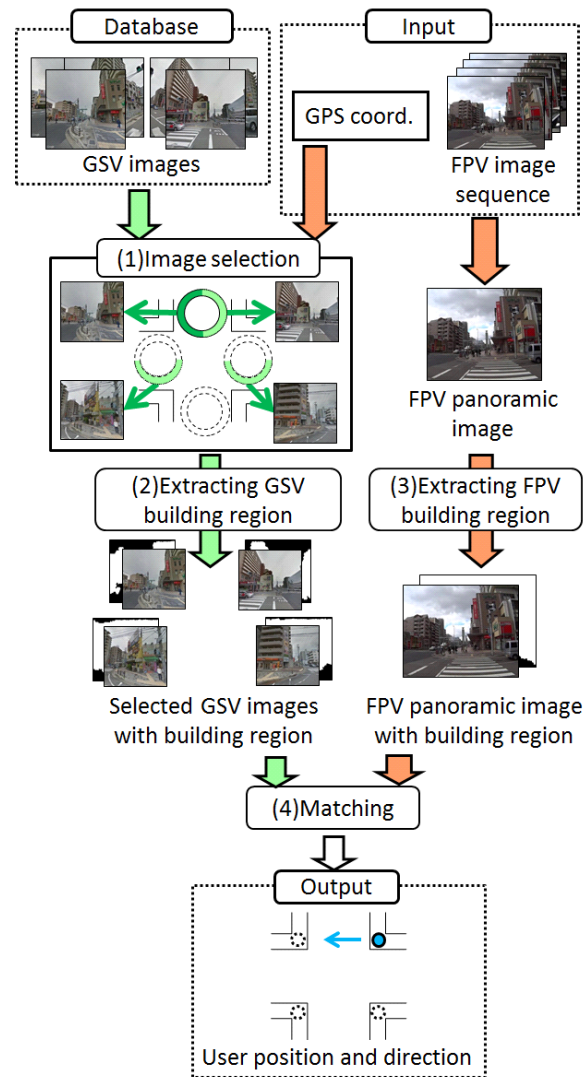 Database
Input
GSV images
GPS coord.
FPV image
sequence
(1)Image selection
FPV panoramic
image
(2)Extracting GSV
building region
(3)Extracting FPV
building region
Selected GSV images
with building region
FPV panoramic image
with building region
(4)Matching
Output
User position and direction